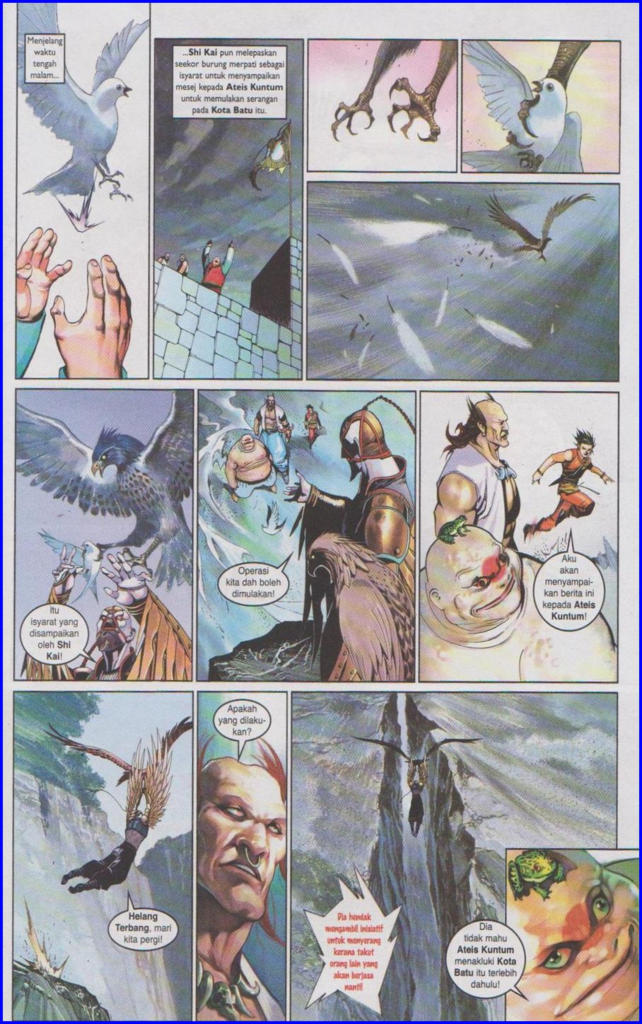 Menjelang
waktu
tengah
malam...
...Shi Kai pun melepaskan
seekor burung merpati sebagai
isyarat untuk menyampaikan
mesej kepada Ateis Kuntum
untuk memulakan serangan
pada Kota Batu itu.
Itu
isyarat yang
disampaikan
oleh Shi
Kai!
Operasi
kita dah boleh
dimulakan!
Aku
akan
menyampai-
kan berita ini
kepada Ateis
Kuntum!
Helang
Terbang, mari
kita pergi!
Apakah
yang dilaku-
kan?
Dia hendak
mengambil inisiatif
untuk menyerang
kerana takut
orang lain yang
akan berjasa
nanti!
Dia
tidak mahu
Ateis Kuntum
menakluki Kota
Batu itu terlebih
dahulu!